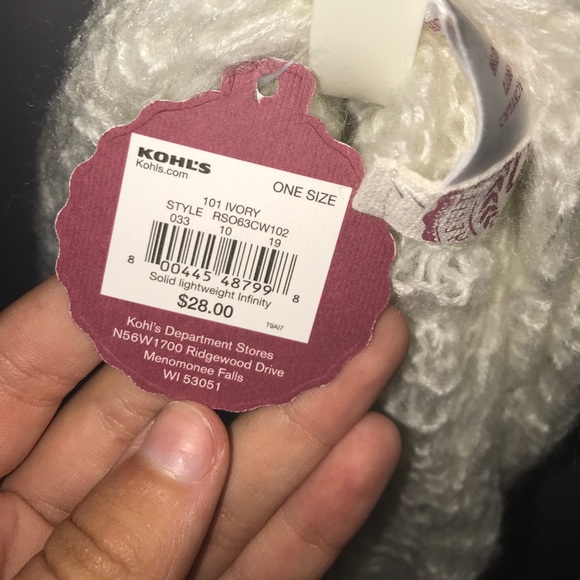 KOHL'S
Kohls.com
ONE SIZE
101 IVORY
STYLE RSO63CW102
033 10 19
8 00445 48799 8
Solid lightweight Infinity
$28.00
T9AI7
Kohl's Department Stores
N56W1700 Ridgewood Drive
Menomonee Falls
WI 53051